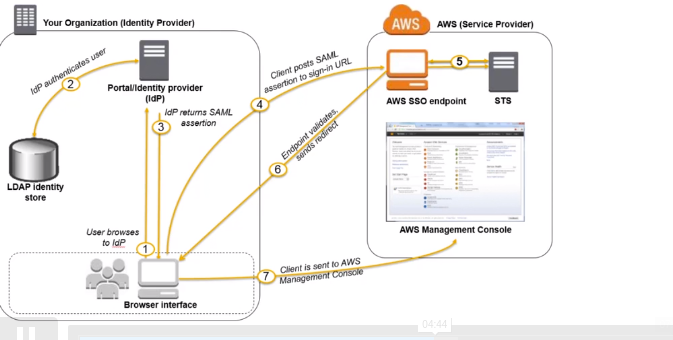 Your Organization (Identity Provider)
AWS
AWS (Service Provider)
IdP authenticates user
2
Portal/Identity provider
(IdP)
IdP returns SAML
assertion
3
Client posts SAML
assertion to sign-in URL
4
5
AWS SSO endpoint
STS
Endpoint validates,
sends redirect
6
LDAP identity
store
User browses
to IdP
1
AWS Management Console
7
Client is sent to AWS
Management Console
Browser interface
04:44